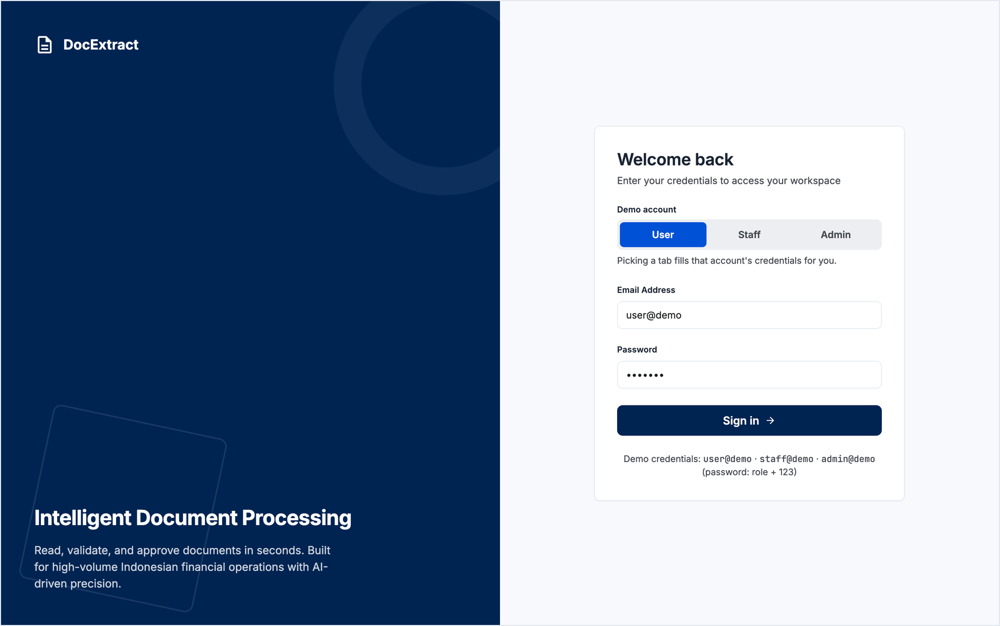 DocExtract
Intelligent Document Processing
Read, validate, and approve documents in seconds. Built
for high-volume Indonesian financial operations with AI-
driven precision.
Welcome back
Enter your credentials to access your workspace
Demo account
User
Staff
Admin
Picking a tab fills that account's credentials for you.
Email Address
user@demo
Password
•••••••
Sign in →
Demo credentials: user@demo · staff@demo · admin@demo
(password: role + 123)